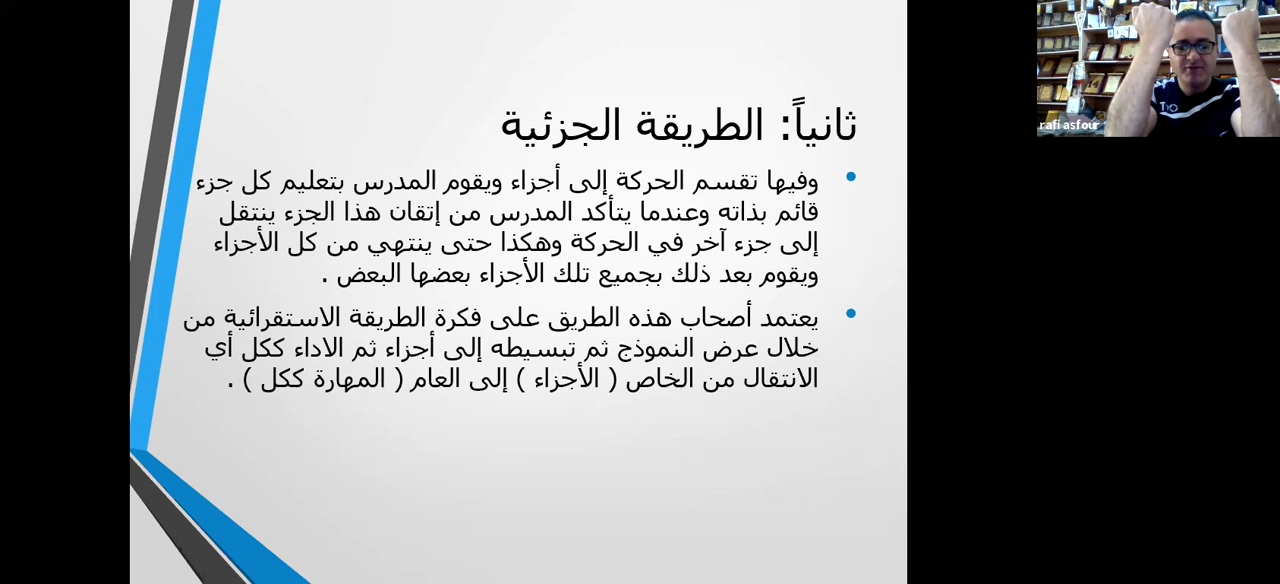 ثانياً: الطريقة الجزئية
وفيها تقسم الحركة إلى أجزاء ويقوم المدرس بتعليم كل جزء
قائم بذاته وعندما يتأكد المدرس من إتقان هذا الجزء ينتقل
إلى جزء آخر في الحركة وهكذا حتى ينتهي من كل الأجزاء
ويقوم بعد ذلك بجميع تلك الأجزاء بعضها البعض .
يعتمد أصحاب هذه الطريق على فكرة الطريقة الاستقرائية من
خلال عرض النموذج ثم تبسيطه إلى أجزاء ثم الاداء ككل أي
الانتقال من الخاص ( الأجزاء ) إلى العام ( المهارة ككل ) .
rafi asfour